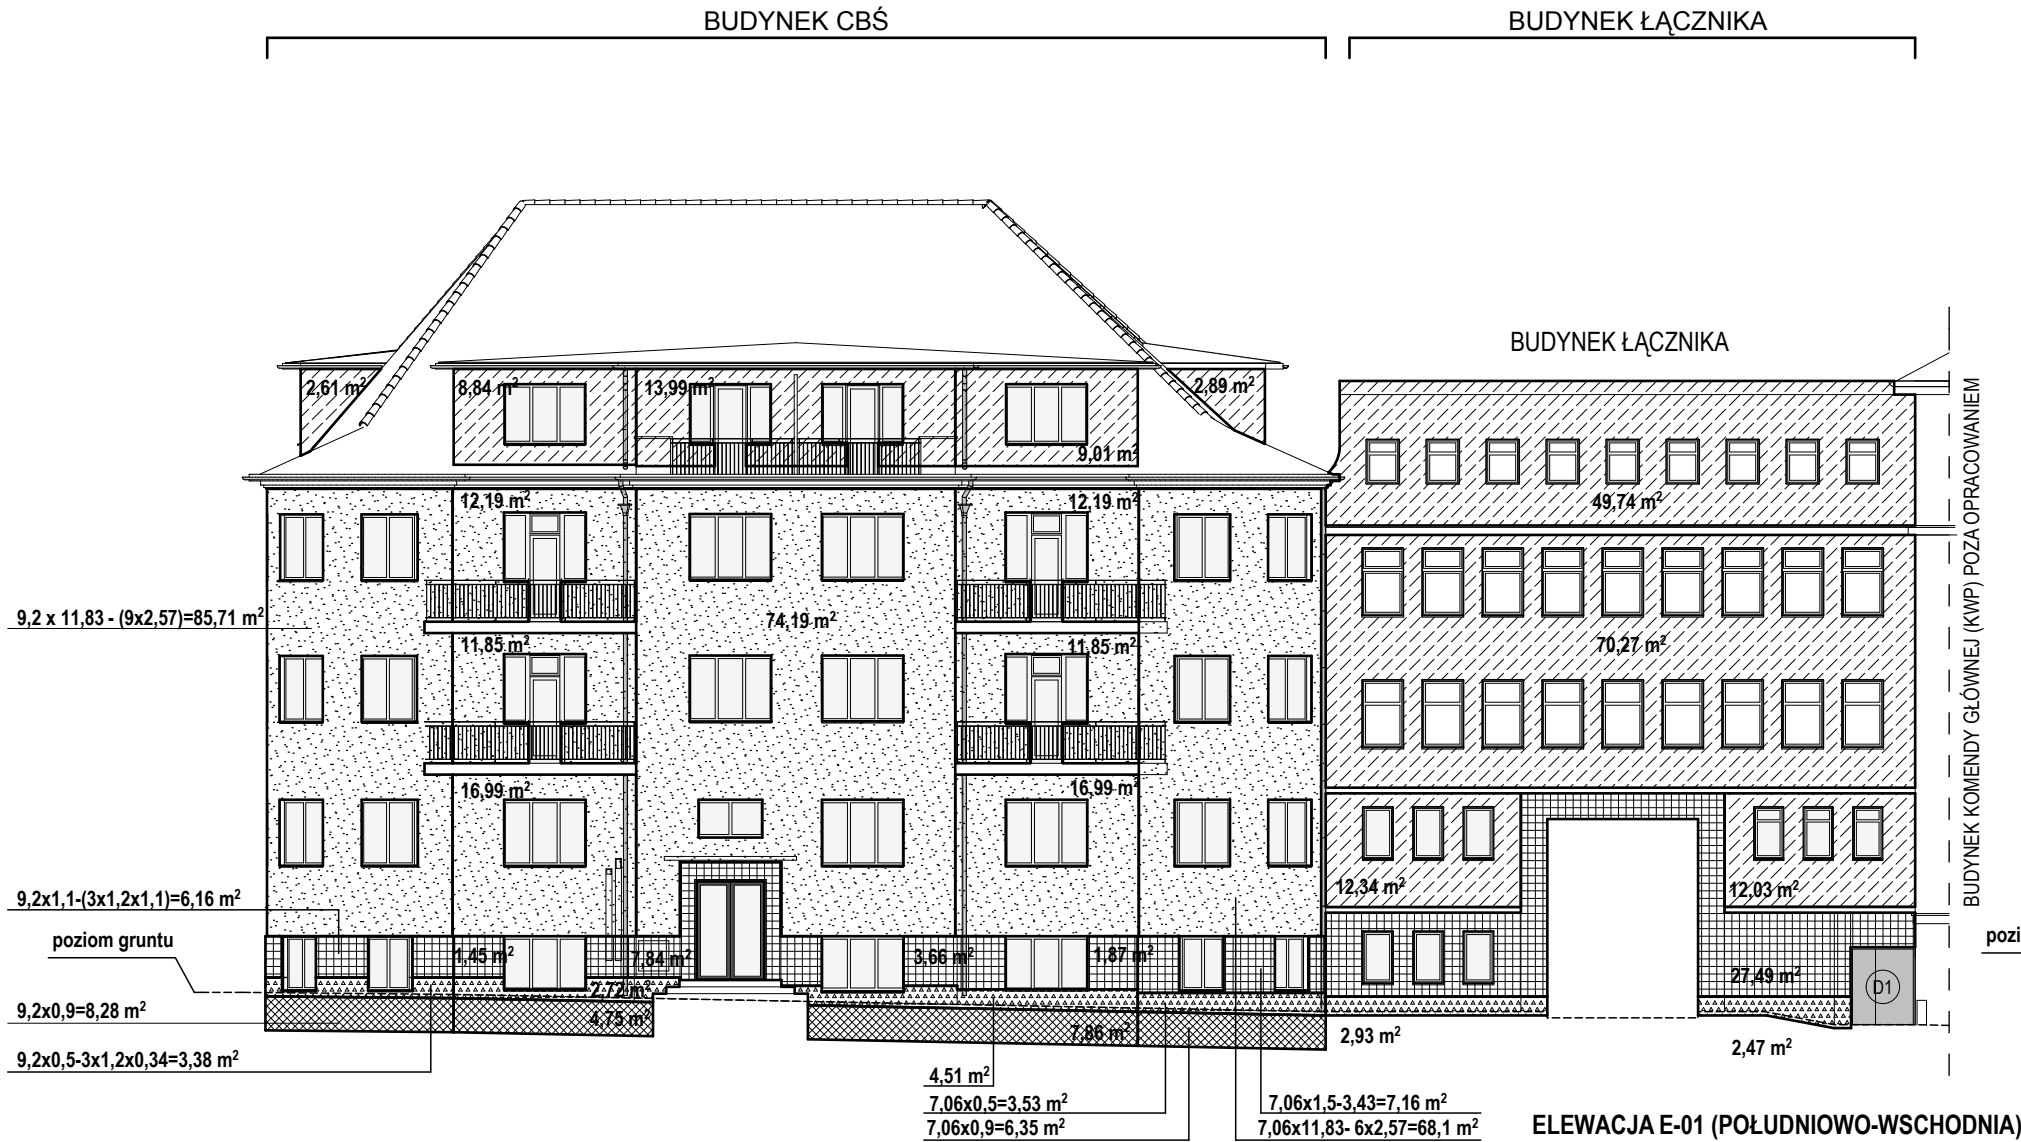 BUDYNEK CBŚ
BUDYNEK ŁĄCZNIKA
BUDYNEK ŁĄCZNIKA
2,61 m²
8,84 m²
13,99 m²
2,89 m²
9,01 m²
12,19 m²
12,19 m²
49,74 m²
9,2 x 11,83 - (9x2,57)=85,71 m²
74,19 m²
11,85 m²
11,85 m²
70,27 m²
BUDYNEK KOMENDY GŁÓWNEJ (KWP) POZA OPRACOWANIEM
16,99 m²
16,99 m²
12,34 m²
12,03 m²
9,2x1,1-(3x1,2x1,1)=6,16 m²
poziom gruntu
pozi
1,45 m²
7,84 m²
3,66 m²
1,87 m²
27,49 m²
D1
2,72 m²
9,2x0,9=8,28 m²
4,75 m²
7,86 m²
2,93 m²
2,47 m²
9,2x0,5-3x1,2x0,34=3,38 m²
4,51 m²
7,06x0,5=3,53 m²
7,06x0,9=6,35 m²
7,06x1,5-3,43=7,16 m²
7,06x11,83- 6x2,57=68,1 m²
ELEWACJA E-01 (POŁUDNIOWO-WSCHODNIA)